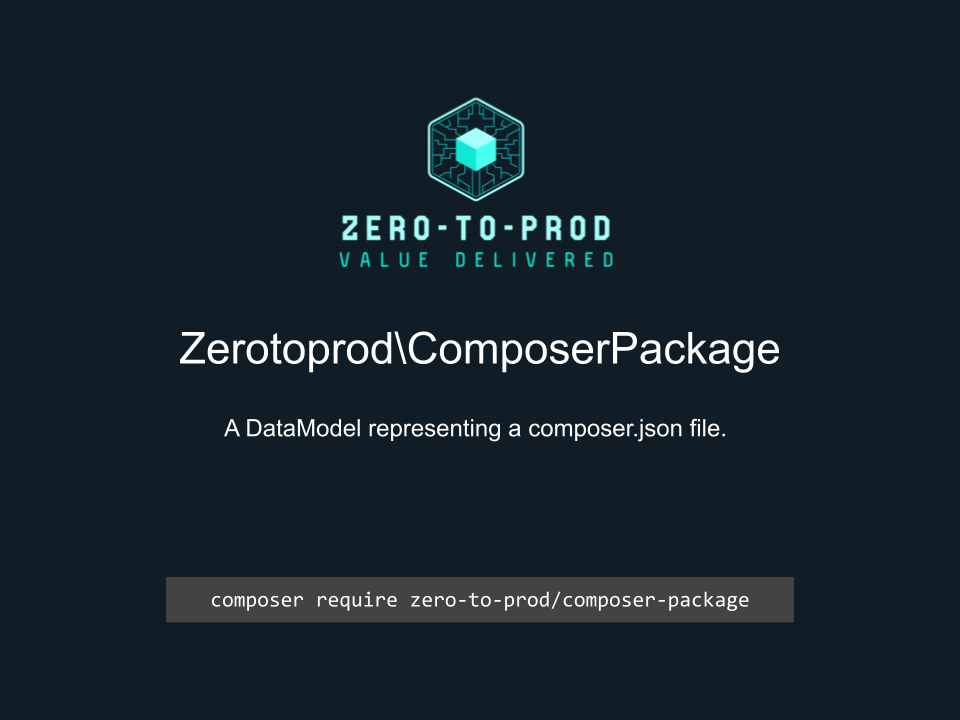 ZERO-TO-PROD
VALUE DELIVERED
Zerotoprod\ComposerPackage
A DataModel representing a composer.json file.
composer require zero-to-prod/composer-package